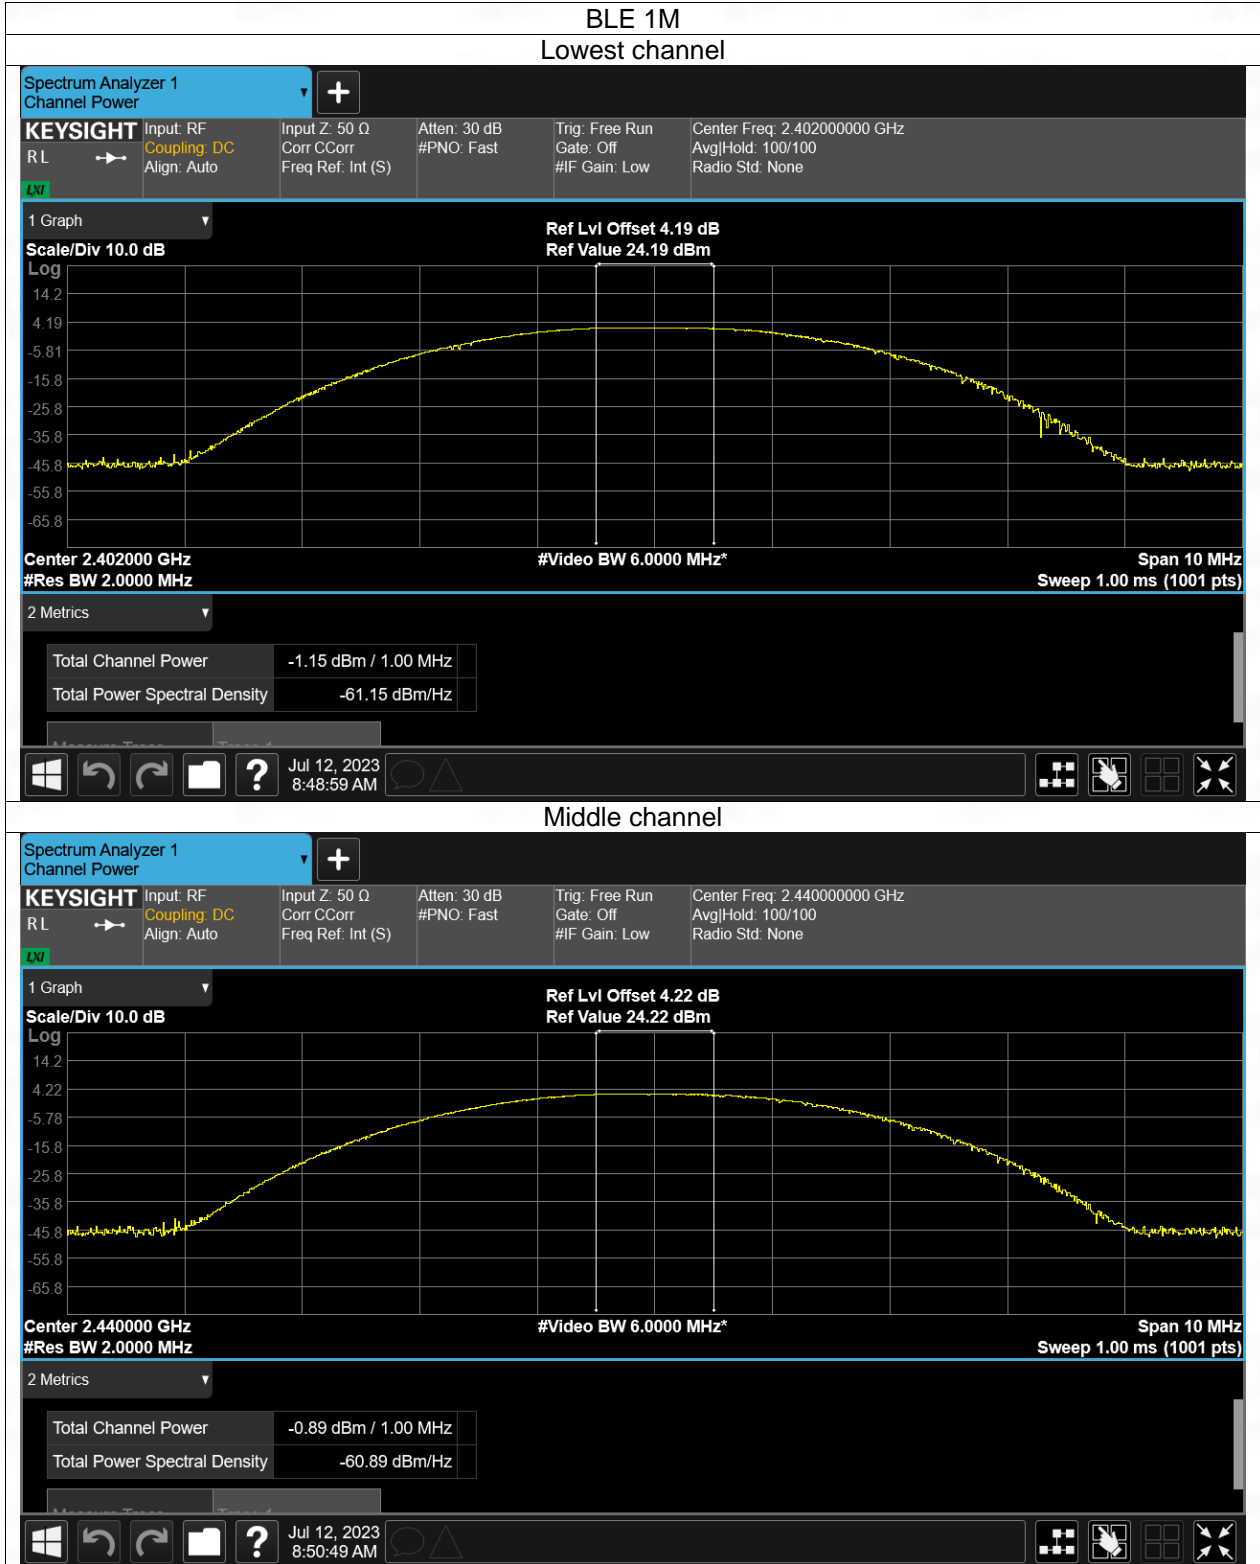 BLE 1M
Lowest channel
Spectrum Analyzer 1
Channel Power
KEYSIGHT Input: RF Input Z: 50 Ω Atten: 30 dB Trig: Free Run Center Freq: 2.402000000 GHz
RL Coupling: DC Corr CCorr #PNO: Fast Gate: Off Avg|Hold: 100/100
Align: Auto Freq Ref: Int (S) #IF Gain: Low Radio Std: None
LXI
1 Graph
Ref Lvl Offset 4.19 dB
Scale/Div 10.0 dB Ref Value 24.19 dBm
Log
14.2
4.19
-5.81
-15.8
-25.8
-35.8
-45.8
-55.8
-65.8
Center 2.402000 GHz #Video BW 6.0000 MHz* Span 10 MHz
#Res BW 2.0000 MHz Sweep 1.00 ms (1001 pts)
2 Metrics
Total Channel Power -1.15 dBm / 1.00 MHz
Total Power Spectral Density -61.15 dBm/Hz
Jul 12, 2023
8:48:59 AM
Middle channel
Spectrum Analyzer 1
Channel Power
KEYSIGHT Input: RF Input Z: 50 Ω Atten: 30 dB Trig: Free Run Center Freq: 2.440000000 GHz
RL Coupling: DC Corr CCorr #PNO: Fast Gate: Off Avg|Hold: 100/100
Align: Auto Freq Ref: Int (S) #IF Gain: Low Radio Std: None
LXI
1 Graph
Ref Lvl Offset 4.22 dB
Scale/Div 10.0 dB Ref Value 24.22 dBm
Log
14.2
4.22
-5.78
-15.8
-25.8
-35.8
-45.8
-55.8
-65.8
Center 2.440000 GHz #Video BW 6.0000 MHz* Span 10 MHz
#Res BW 2.0000 MHz Sweep 1.00 ms (1001 pts)
2 Metrics
Total Channel Power -0.89 dBm / 1.00 MHz
Total Power Spectral Density -60.89 dBm/Hz
Jul 12, 2023
8:50:49 AM